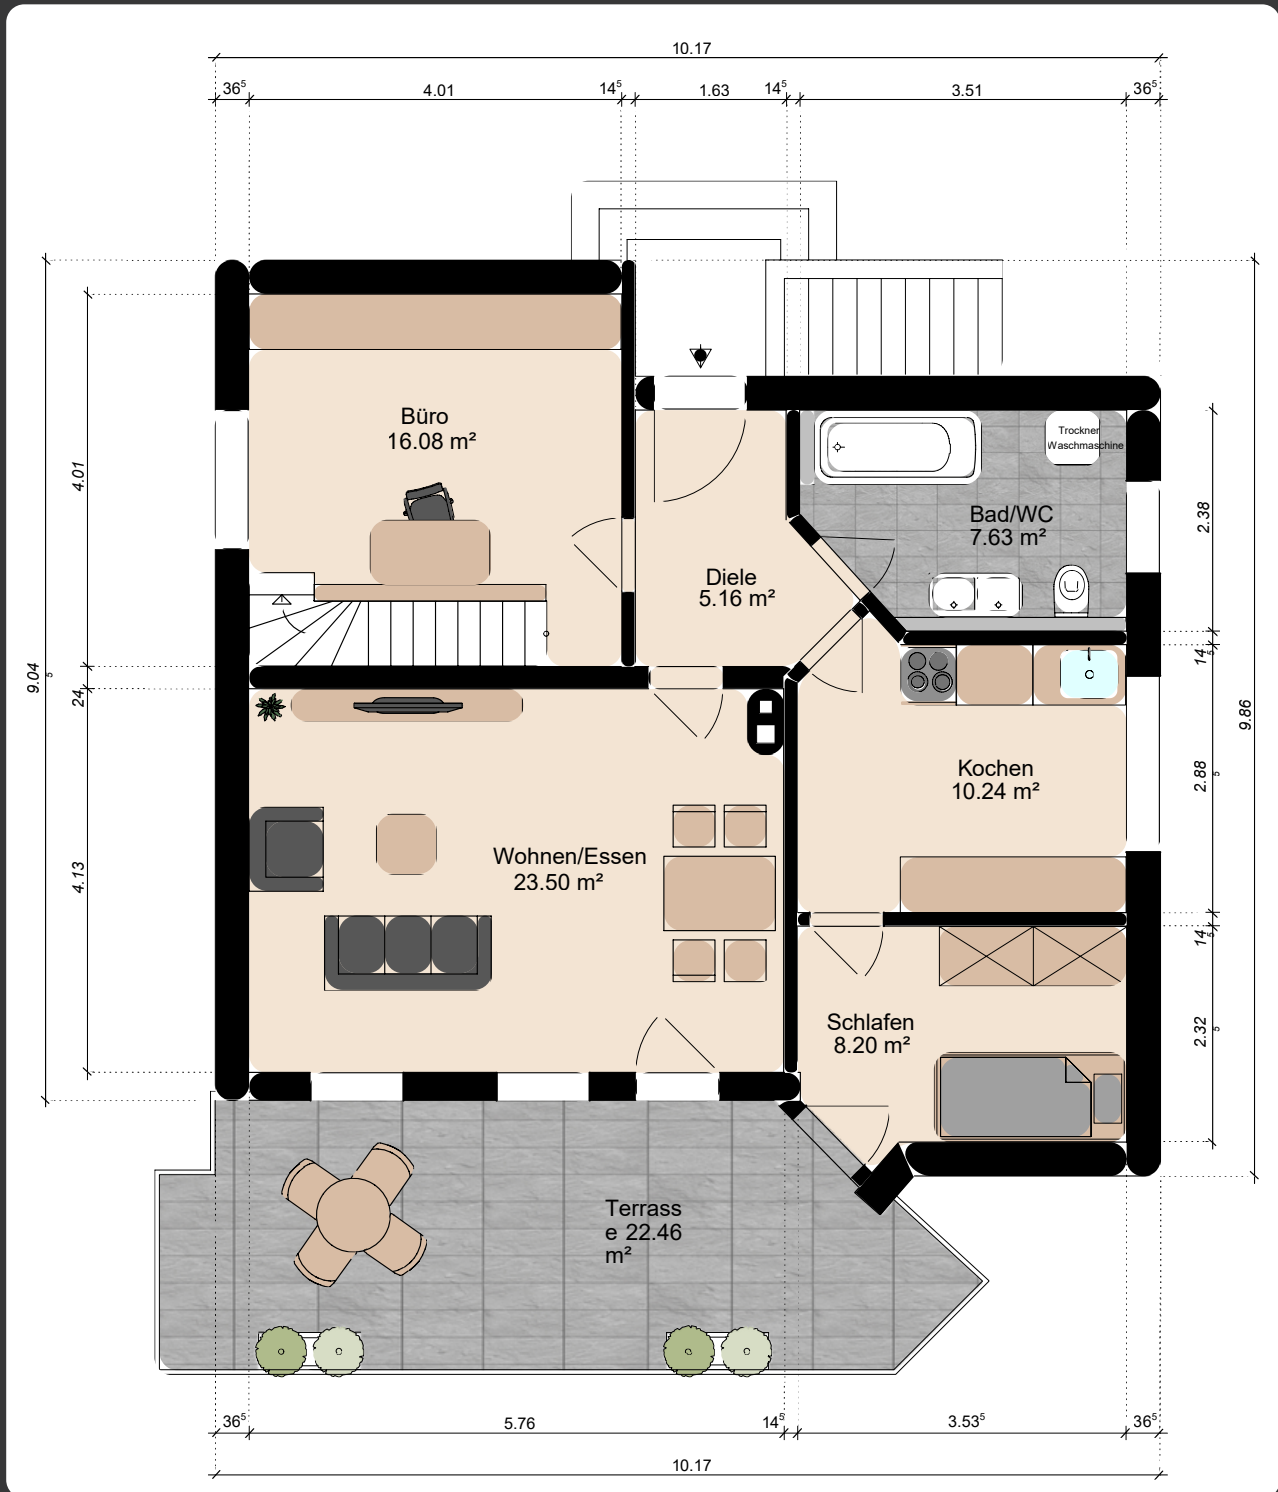 10.17
36⁵ 4.01 14⁵ 1.63 14⁵ 3.51 36⁵
Büro
16.08 m²
Trockner
Waschmaschine
Bad/WC
7.63 m²
Diele
5.16 m²
Kochen
10.24 m²
Wohnen/Essen
23.50 m²
Schlafen
8.20 m²
Terrass
e 22.46
m²
9.04⁵
4.01
24
4.13
2.38
14⁵
2.88⁵
14⁵
2.32⁵
9.86
36⁵ 5.76 14⁵ 3.53⁵ 36⁵
10.17